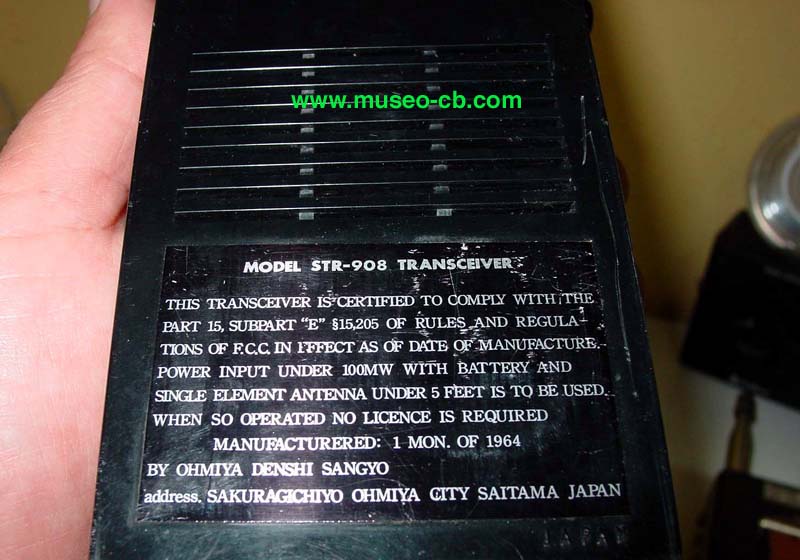 www.museo-cb.com
MODEL STR-908 TRANSCEIVER
THIS TRANSCEIVER IS CERTIFIED TO COMPLY WITH THE
PART 15, SUBPART "E" §15,205 OF RULES AND REGULA-
TIONS OF F.C.C. IN EFFECT AS OF DATE OF MANUFACTURE.
POWER INPUT UNDER 100MW WITH BATTERY AND
SINGLE ELEMENT ANTENNA UNDER 5 FEET IS TO BE USED.
WHEN SO OPERATED NO LICENCE IS REQUIRED
MANUFACTURERED: 1 MON. OF 1964
BY OHMIYA DENSHI SANGYO
address. SAKURAGICHIYO OHMIYA CITY SAITAMA JAPAN
JAPAN